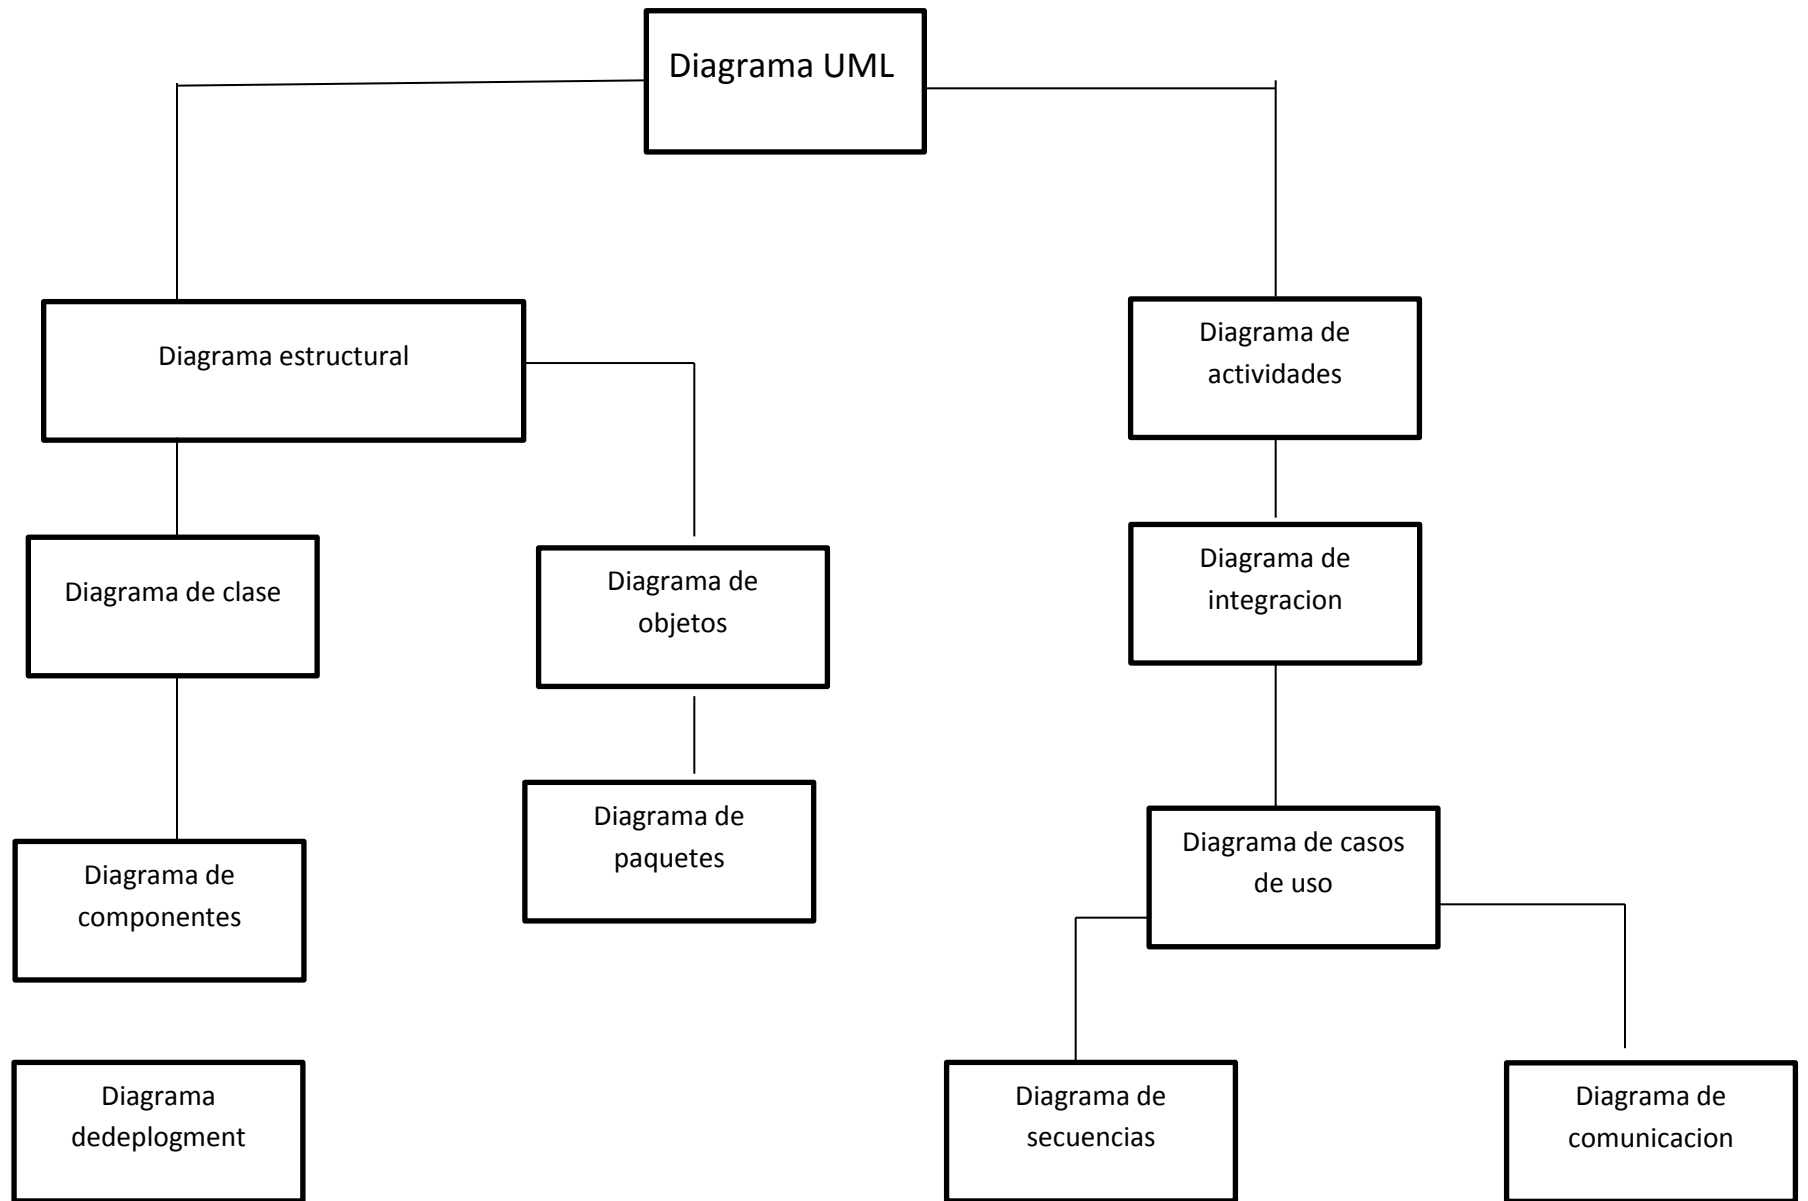 Diagrama UML
Diagrama estructural
Diagrama de
actividades
Diagrama de clase
Diagrama de
objetos
Diagrama de
integracion
Diagrama de
componentes
Diagrama de
paquetes
Diagrama de casos
de uso
Diagrama
dedeplogment
Diagrama de
secuencias
Diagrama de
comunicacion